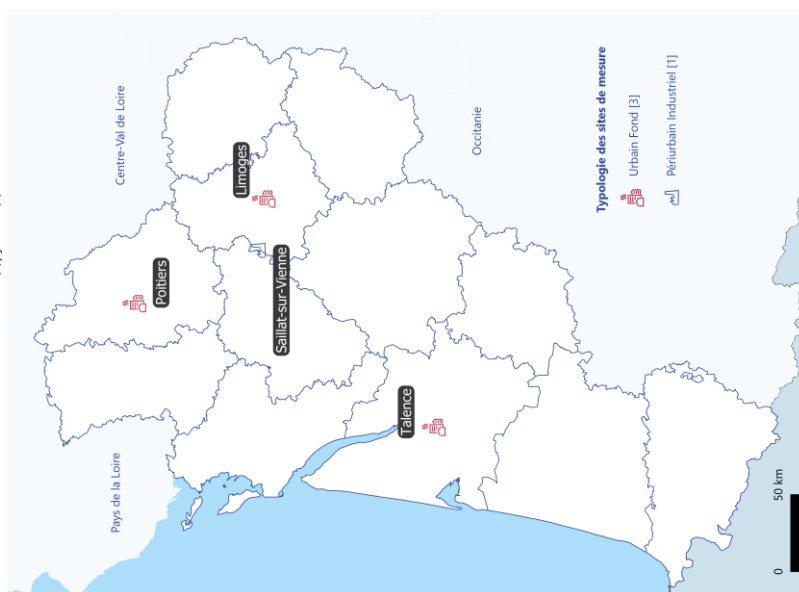 Centre-Val de Loire
Limoges
Poitiers
Saillat-sur-Vienne
Pays de la Loire
Talence
Occitanie
Typologie des sites de mesure
Urbain Fond [3]
Périurbain Industriel [1]
0
50 km